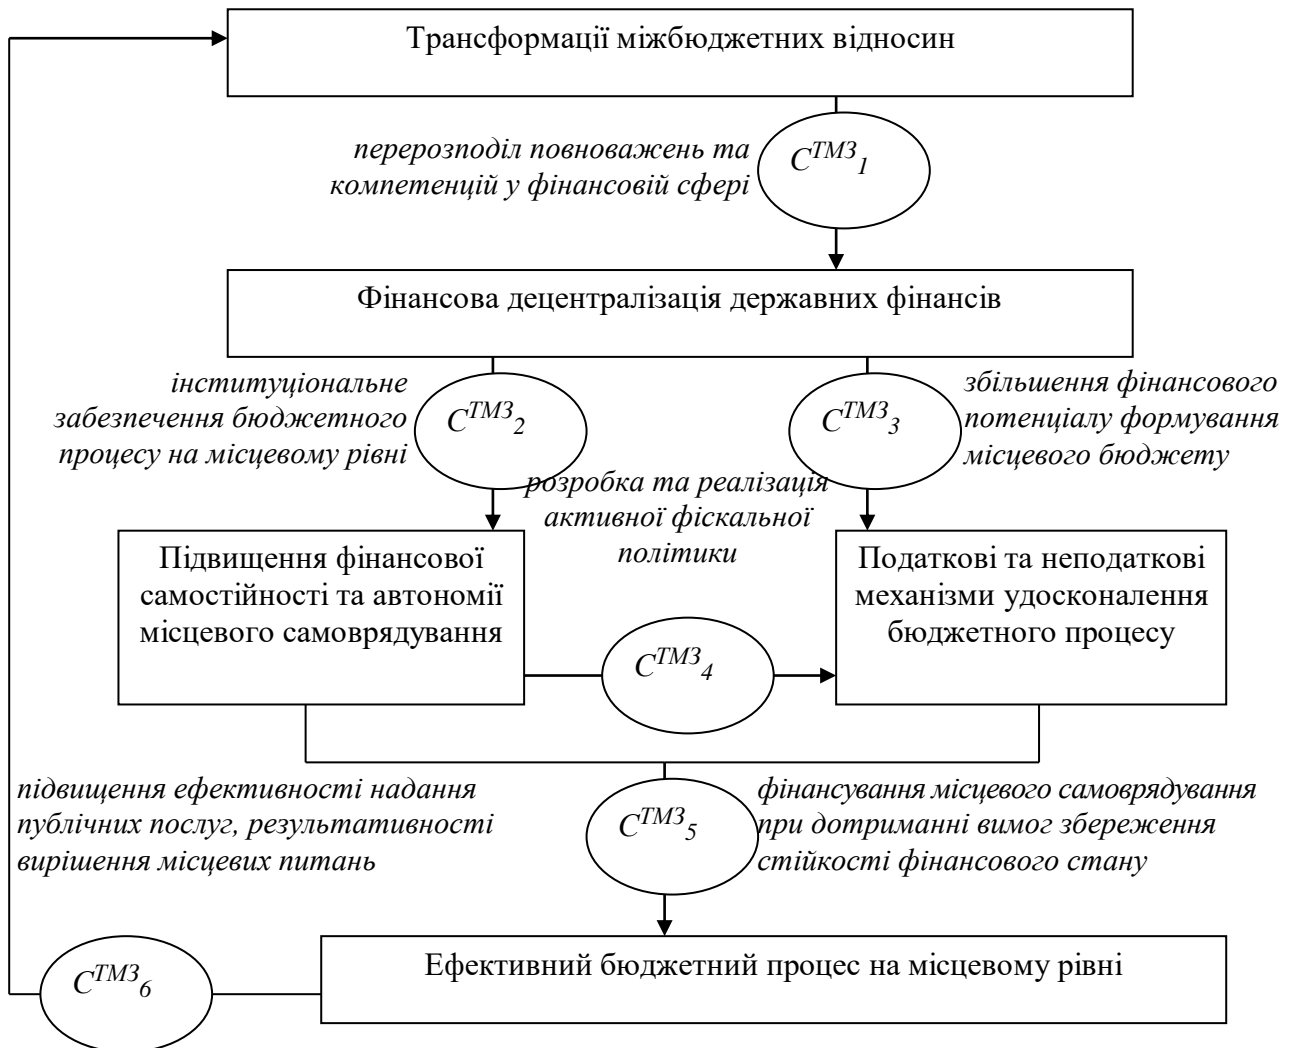 Трансформації міжбюджетних відносин
перерозподіл повноважень та
компетенцій у фінансовій сфері
C^ТМЗ_1
Фінансова децентралізація державних фінансів
інституціональне
забезпечення бюджетного
процесу на місцевому рівні
C^ТМЗ_2
C^ТМЗ_3
збільшення фінансового
потенціалу формування
місцевого бюджету
розробка та реалізація
активної фіскальної
політики
Підвищення фінансової
самостійності та автономії
місцевого самоврядування
C^ТМЗ_4
Податкові та неподаткові
механізми удосконалення
бюджетного процесу
підвищення ефективності надання
публічних послуг, результативності
вирішення місцевих питань
C^ТМЗ_5
фінансування місцевого самоврядування
при дотриманні вимог збереження
стійкості фінансового стану
C^ТМЗ_6
Ефективний бюджетний процес на місцевому рівні